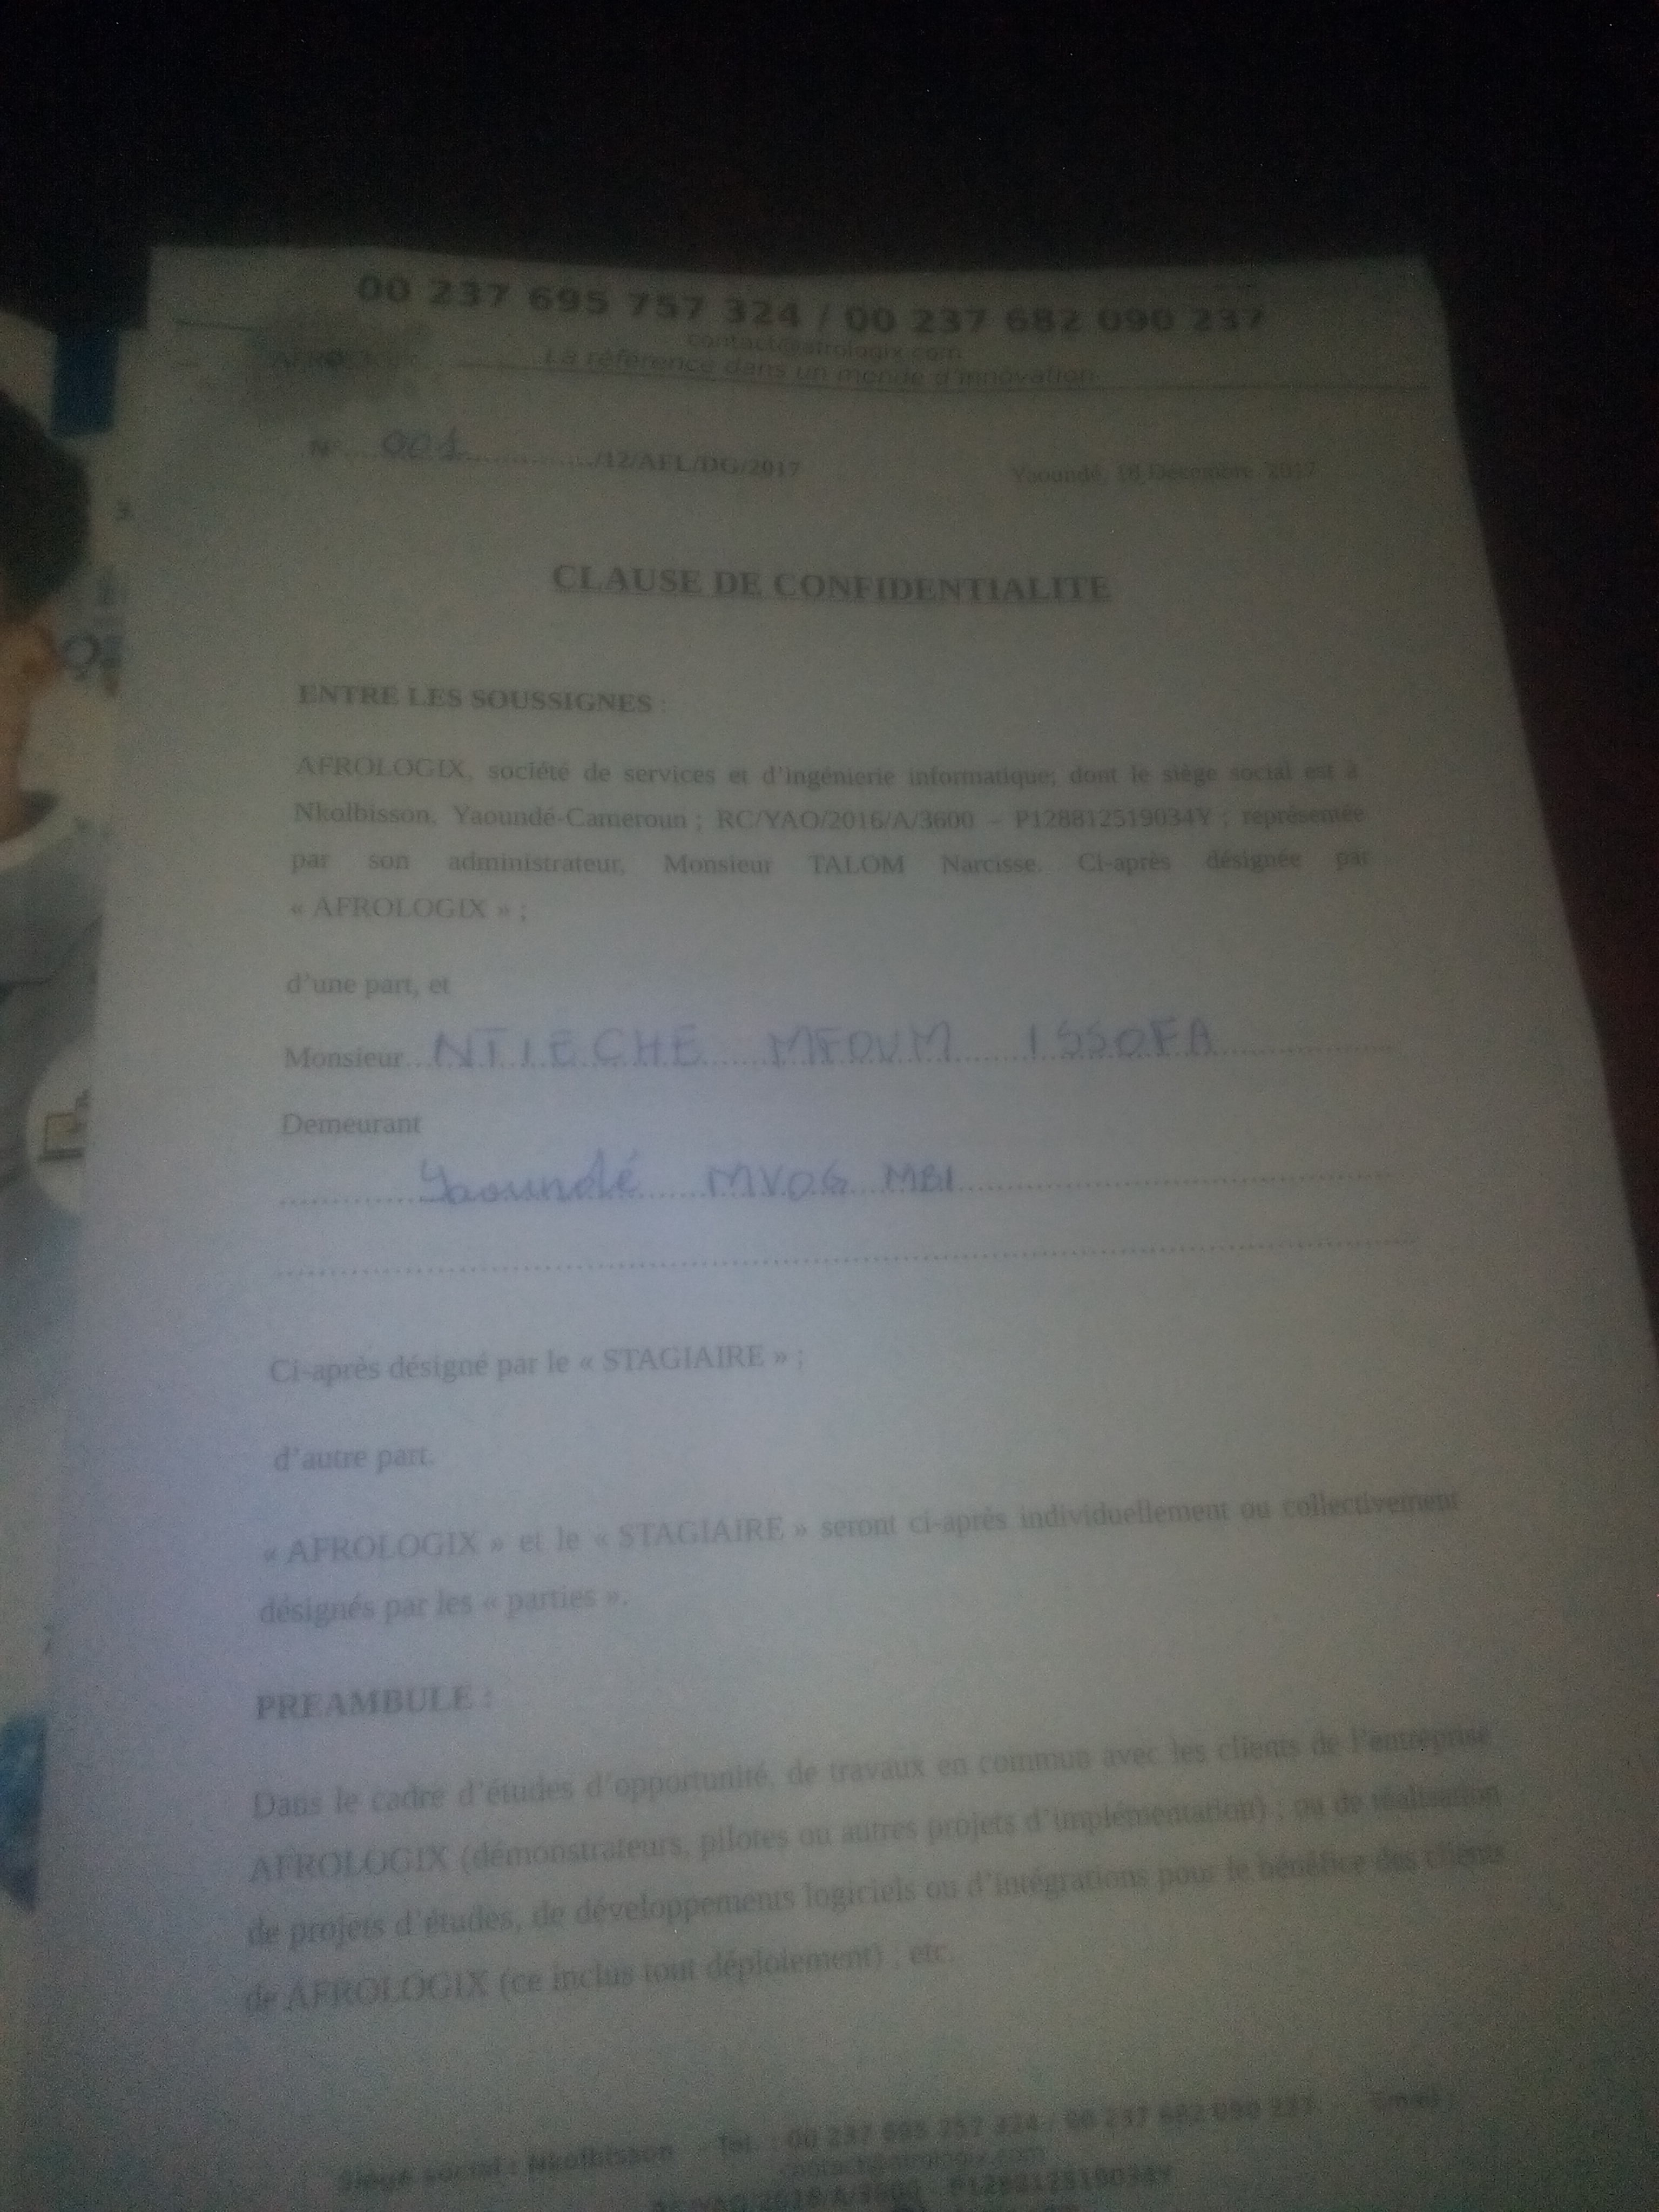 00 237 695 757 324 / 00 237 682 090 237
contact@afrologix.com
La référence dans un monde d'innovation
N° 001 /12/AFL/DG/2017
Yaoundé, 18 Décembre 2017
CLAUSE DE CONFIDENTIALITE
ENTRE LES SOUSSIGNES :
AFROLOGIX, société de services et d'ingénierie informatique; dont le siège social est à
Nkolbisson, Yaoundé-Cameroun ; RC/YAO/2016/A/3600 – P128812519034Y ; représentée
par son administrateur, Monsieur TALOM Narcisse. Ci-après désignée par
« AFROLOGIX » ;
d'une part, et
Monsieur NTIECHE MFOUM ISSOFA
Demeurant
Yaoundé MVOG MBI
Ci-après désigné par le « STAGIAIRE » ;
d'autre part.
« AFROLOGIX » et le « STAGIAIRE » seront ci-après individuellement ou collectivement
désignés par les « parties ».
PREAMBULE :
Dans le cadre d'études d'opportunité, de travaux en commun avec les clients de l'entreprise
AFROLOGIX (démonstrateurs, pilotes ou autres projets d'implémentation) ; ou de réalisation
de projets d'études, de développements logiciels ou d'intégrations pour le bénéfice des clients
de AFROLOGIX (ce inclus tout déploiement) ; etc.
Siège social : Nkolbisson - Tel. : 00 237 695 757 324 / 00 237 682 090 237 Email
contact@afrologix.com
P128812519034Y